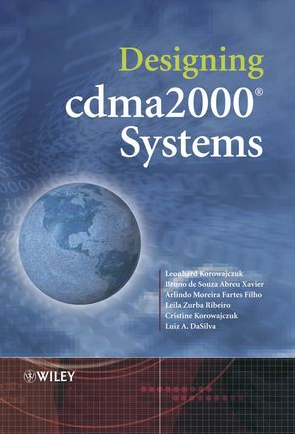 Designing
cdma2000®
Systems
Leonhard Korowajczuk
Bruno de Souza Abreu Xavier
Arlindo Moreira Fartes Filho
Leila Zurba Ribeiro
Cristine Korowajczuk
Luiz A. DaSilva
WILEY